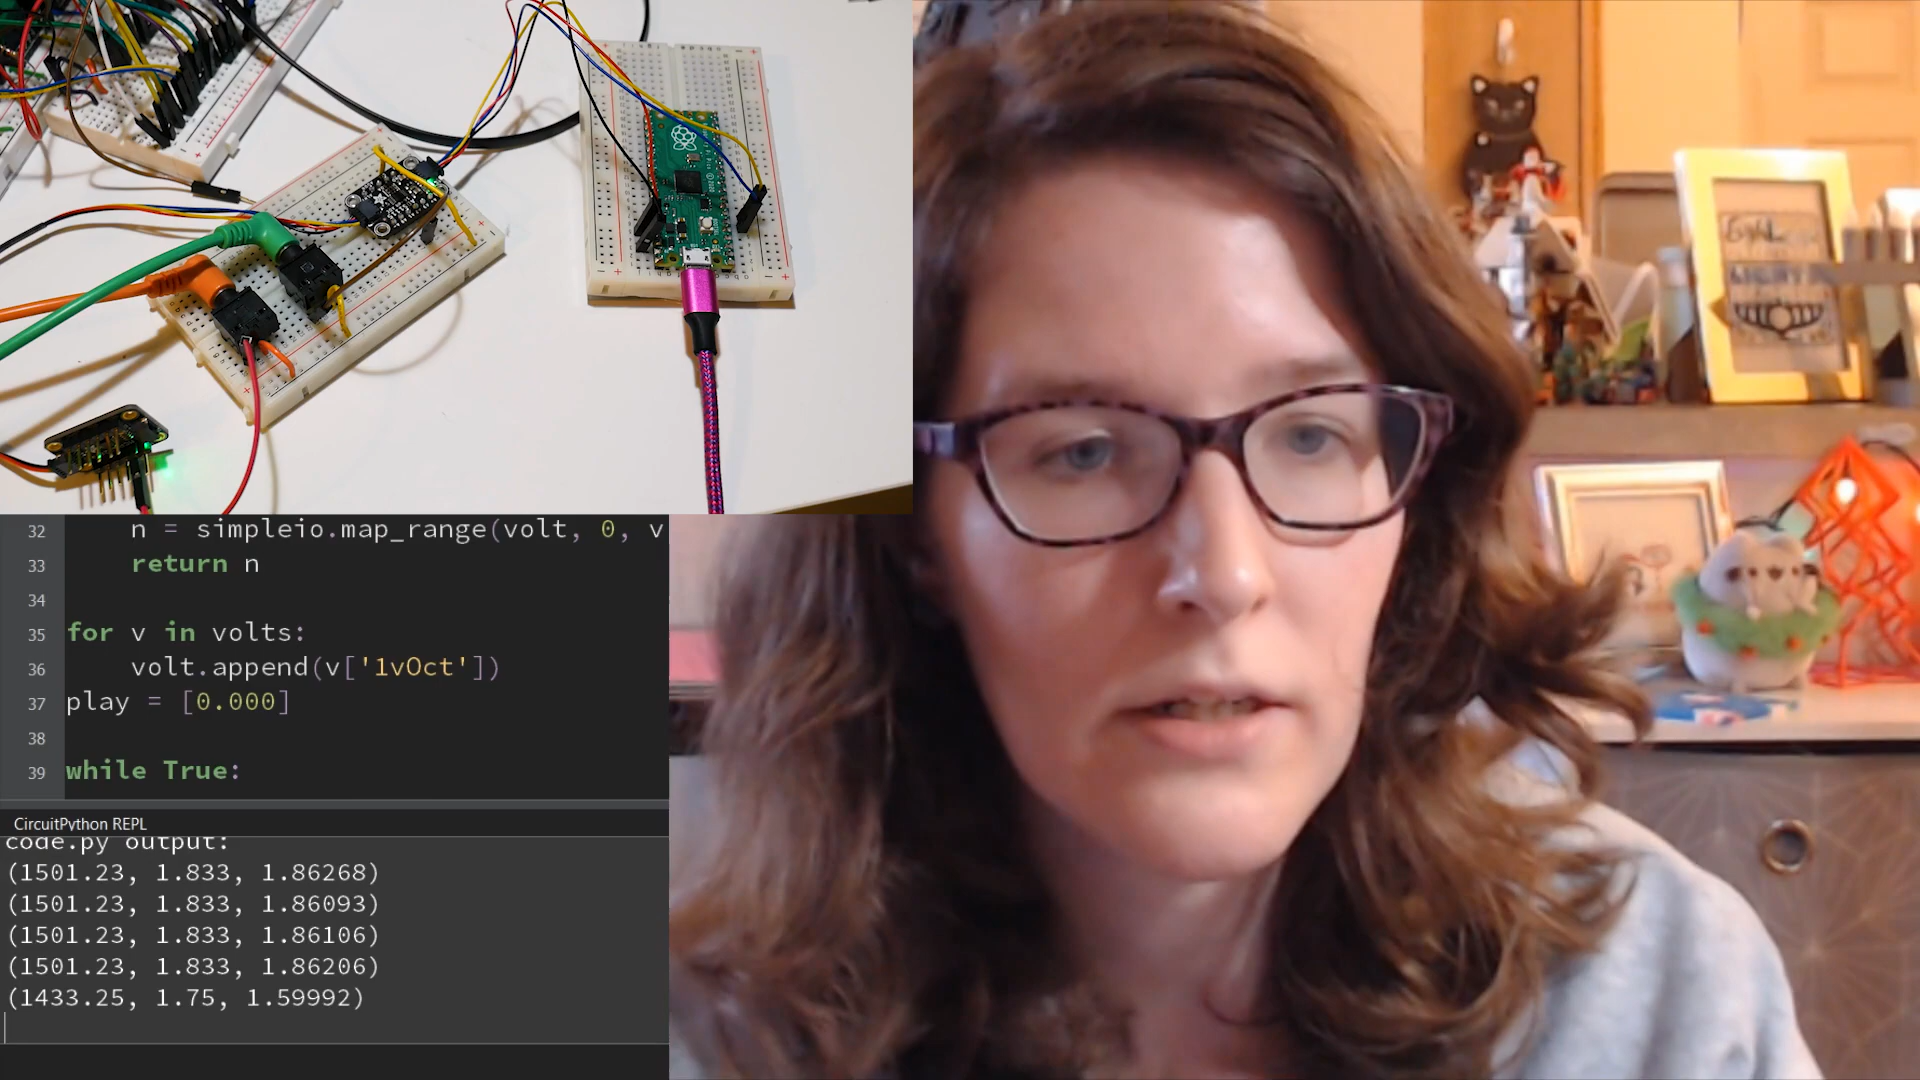 32 n = simpleio.map_range(volt, 0, v
33 return n
34
35 for v in volts:
36 volt.append(v['1vOct'])
37 play = [0.000]
38
39 while True:
CircuitPython REPL
code.py output:
(1501.23, 1.833, 1.86268)
(1501.23, 1.833, 1.86093)
(1501.23, 1.833, 1.86106)
(1501.23, 1.833, 1.86206)
(1433.25, 1.75, 1.59992)